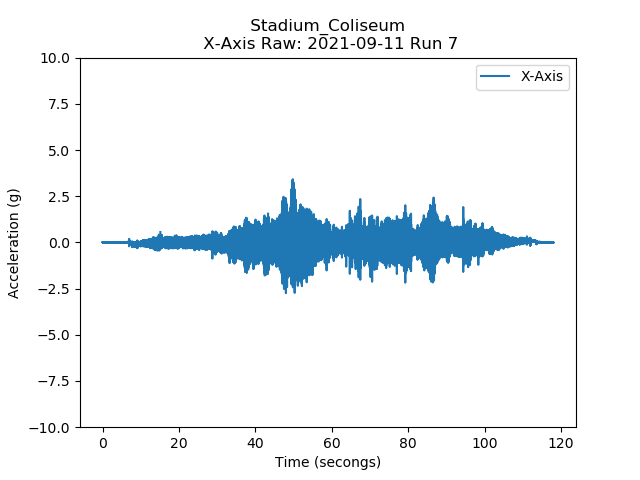 Stadium_Coliseum
X-Axis Raw: 2021-09-11 Run 7
10.0
7.5
5.0
2.5
0.0
−2.5
−5.0
−7.5
−10.0
Acceleration (g)
X-Axis
0 20 40 60 80 100 120
Time (seconds)